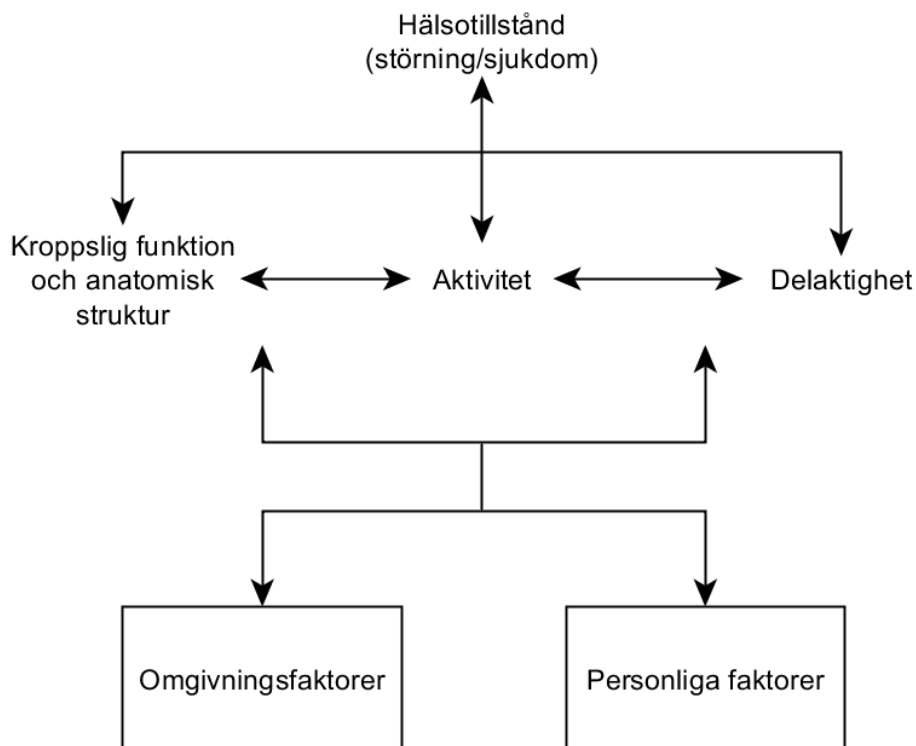 Hälsotillstånd
(störning/sjukdom)
Kroppslig funktion
och anatomisk
struktur
Aktivitet
Delaktighet
Omgivningsfaktorer
Personliga faktorer